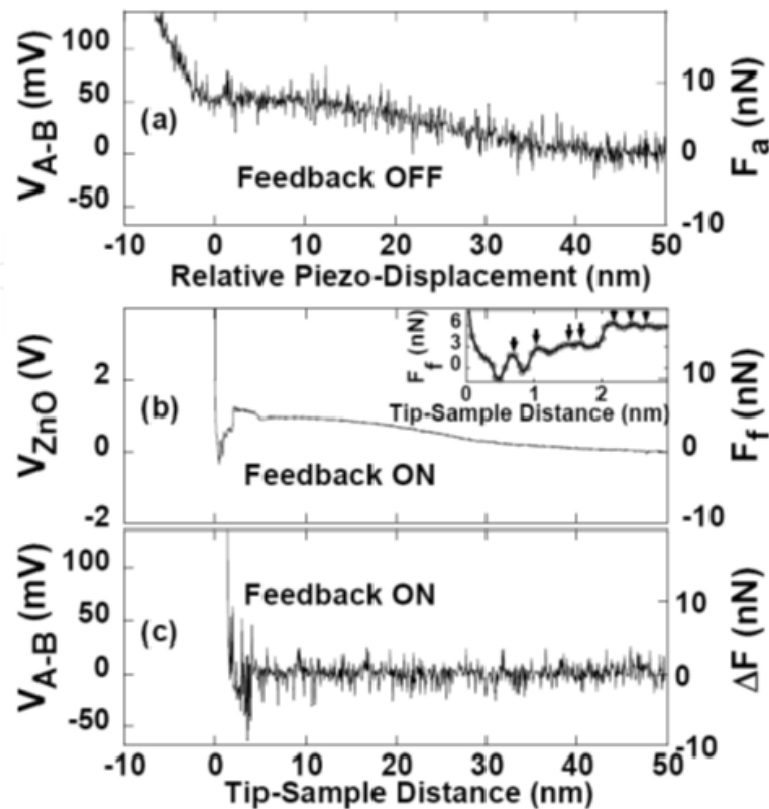 100
50
0
-50
V_A-B (mV)
(a)
Feedback OFF
10
0
-10
F_a (nN)
-10 0 10 20 30 40 50
Relative Piezo-Displacement (nm)
2
0
-2
V_ZnO (V)
(b)
Feedback ON
6
3
0
F_f (nN)
0 1 2
Tip-Sample Distance (nm)
10
0
-10
F_f (nN)
100
50
0
-50
V_A-B (mV)
Feedback ON
(c)
10
0
-10
ΔF (nN)
-10 0 10 20 30 40 50
Tip-Sample Distance (nm)